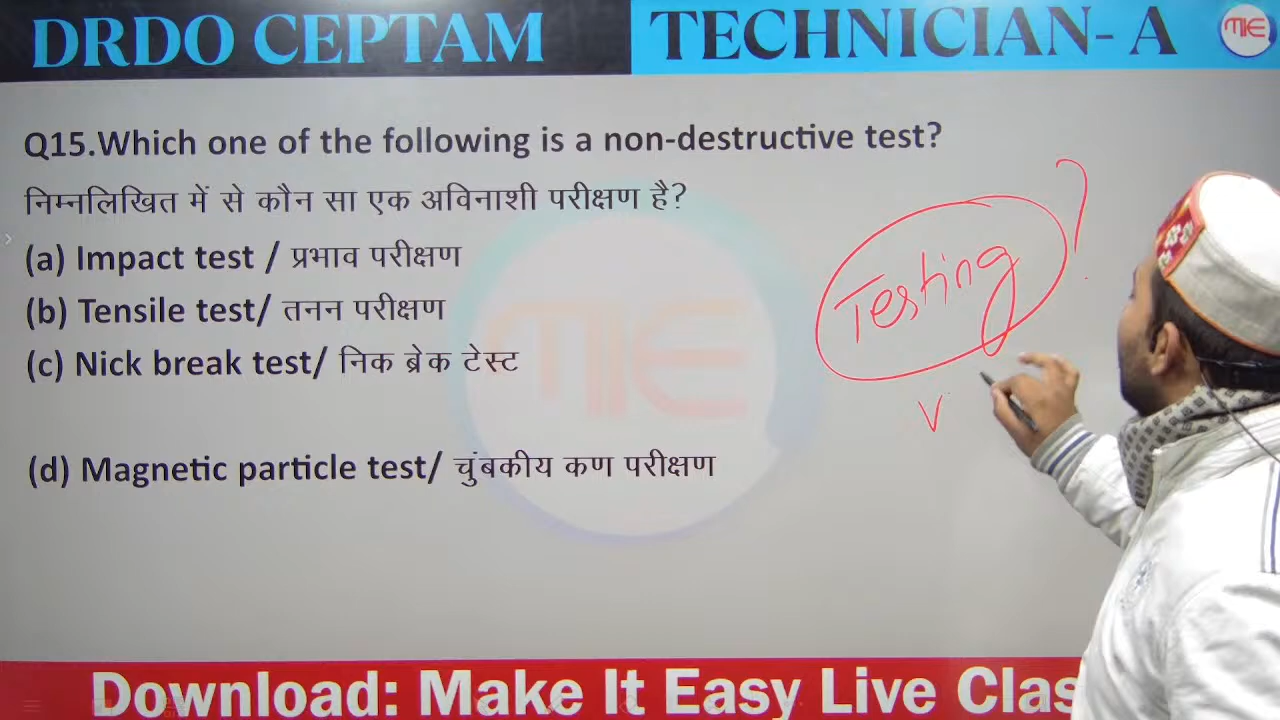 DRDO CEPTAM TECHNICIAN- A
MIE
Q15.Which one of the following is a non-destructive test?
निम्नलिखित में से कौन सा एक अविनाशी परीक्षण है?
(a) Impact test / प्रभाव परीक्षण
(b) Tensile test/ तनन परीक्षण
(c) Nick break test/ निक ब्रेक टेस्ट
(d) Magnetic particle test/ चुंबकीय कण परीक्षण
Testing ?
V
MIE
Download: Make It Easy Live Clas